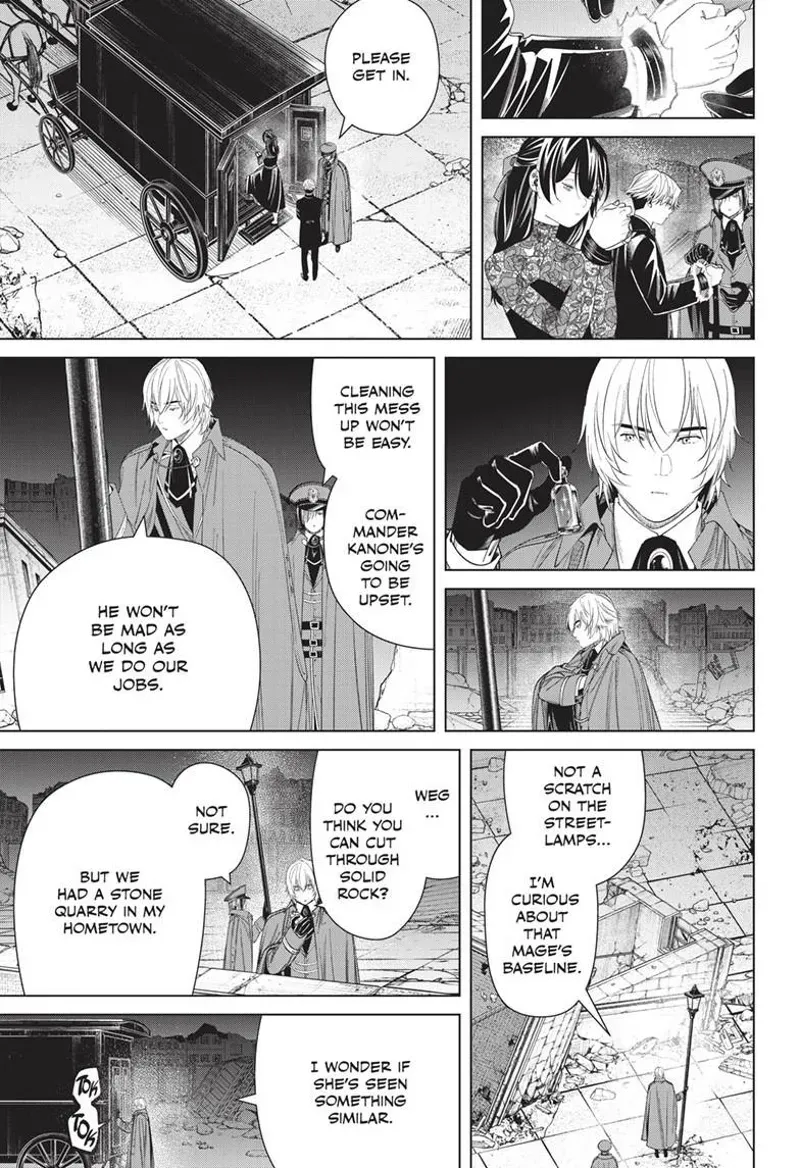 PLEASE
GET IN.
CLEANING
THIS MESS
UP WON'T
BE EASY.
COM-
MANDER
KANONE'S
GOING
TO BE
UPSET.
HE WON'T
BE MAD AS
LONG AS
WE DO OUR
JOBS.
NOT A
SCRATCH
ON THE
STREET-
LAMPS...
I'M
CURIOUS
ABOUT
THAT
MAGE'S
BASELINE.
WEG
...
DO YOU
THINK YOU
CAN CUT
THROUGH
SOLID
ROCK?
NOT
SURE.
BUT WE
HAD A STONE
QUARRY IN MY
HOMETOWN.
I WONDER IF
SHE'S SEEN
SOMETHING
SIMILAR.
TOK
TOK